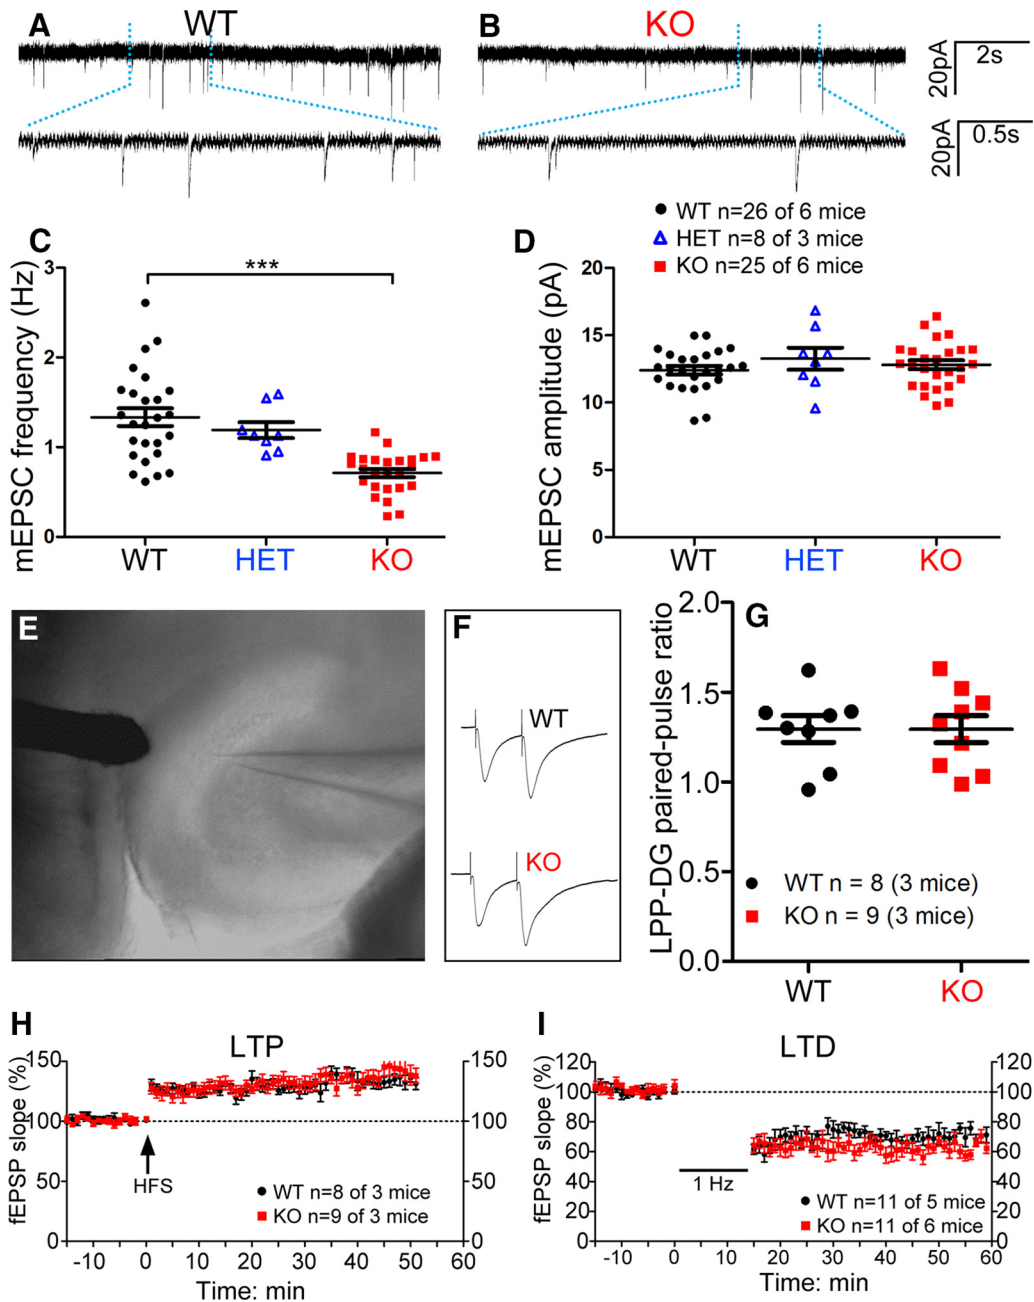 A WT
B KO
20pA 2s
20pA 0.5s
WT n=26 of 6 mice
HET n=8 of 3 mice
KO n=25 of 6 mice
C
mEPSC frequency (Hz)
3
2
1
0
***
WT HET KO
D
mEPSC amplitude (pA)
20
15
10
5
0
WT HET KO
E
F
WT
KO
G
LPP-DG paired-pulse ratio
2.0
1.5
1.0
0.5
0.0
WT n = 8 (3 mice)
KO n = 9 (3 mice)
WT KO
H
LTP
fEPSP slope (%)
150 150
100 100
50 50
0 0
HFS
WT n=8 of 3 mice
KO n=9 of 3 mice
-10 0 10 20 30 40 50 60
Time: min
I
LTD
fEPSP slope (%)
120 120
100 100
80 80
60 60
40 40
20 20
0 0
1 Hz
WT n=11 of 5 mice
KO n=11 of 6 mice
-10 0 10 20 30 40 50 60
Time: min